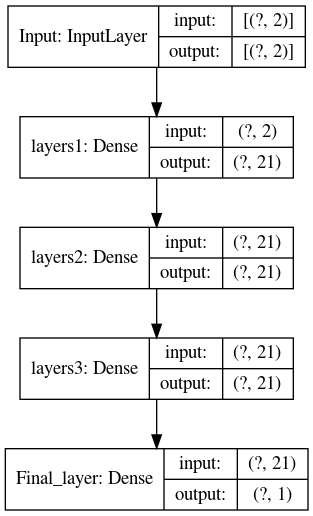 Input: InputLayer
input: [(?, 2)]
output: [(?, 2)]
layers1: Dense
input: (?, 2)
output: (?, 21)
layers2: Dense
input: (?, 21)
output: (?, 21)
layers3: Dense
input: (?, 21)
output: (?, 21)
Final_layer: Dense
input: (?, 21)
output: (?, 1)